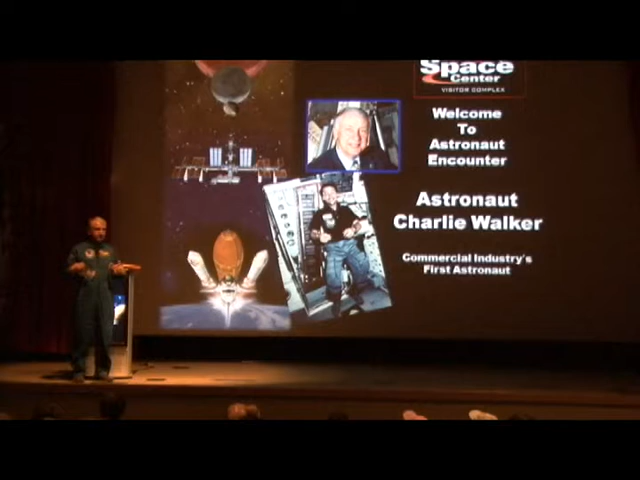 Space
Center
VISITOR COMPLEX
Welcome
To
Astronaut
Encounter
Astronaut
Charlie Walker
Commercial Industry's
First Astronaut